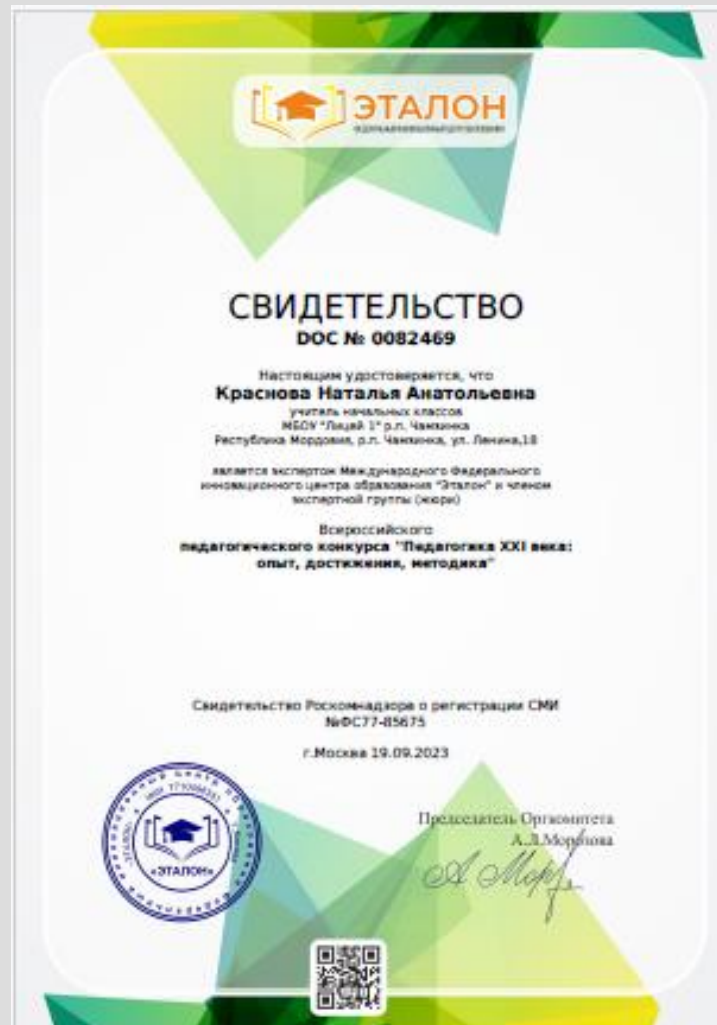 ЭТАЛОН
СВИДЕТЕЛЬСТВО
DOC № 0082469
Настоящим удостоверяется, что
Краснова Наталья Анатольевна
учитель начальных классов
МБОУ "Лицей 1" р.п. Чамзинка
Республика Мордовия, р.п. Чамзинка, ул. Ленина,18
является экспертом Международного Федерального
инновационного центра образования "Эталон" и членом
экспертной группы (жюри)
Всероссийского
педагогического конкурса "Педагогика XXI века:
опыт, достижения, методика"
Свидетельство Роскомнадзора о регистрации СМИ
№ФС77-85675
г.Москва 19.09.2023
Председатель Оргкомитета
А.Л.Морозова
«ЭТАЛОН»